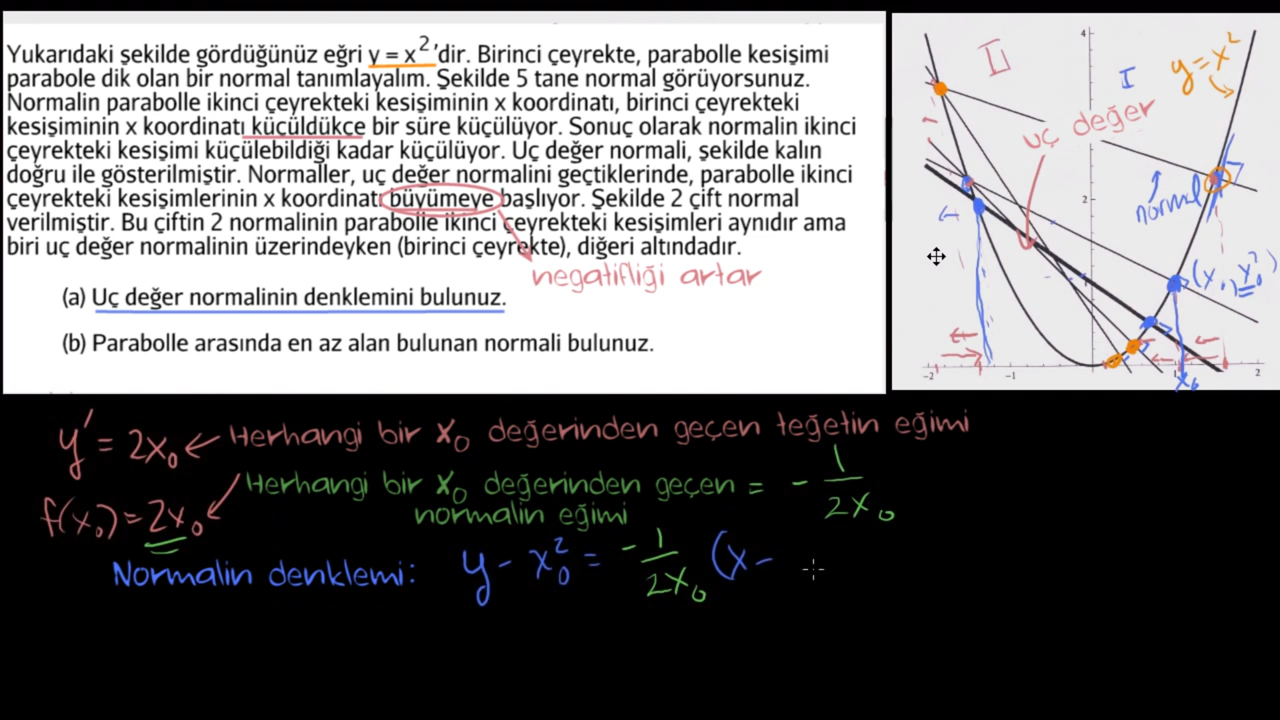 Yukarıdaki şekilde gördüğünüz eğri y = x² 'dir. Birinci çeyrekte, parabolle kesişimi
parabole dik olan bir normal tanımlayalım. Şekilde 5 tane normal görüyorsunuz.
Normalin parabolle ikinci çeyrekteki kesişiminin x koordinatı, birinci çeyrekteki
kesişiminin x koordinatı küçüldükçe bir süre küçülüyor. Sonuç olarak normalin ikinci
çeyrekteki kesişimi küçülebildiği kadar küçülüyor. Uç değer normali, şekilde kalın
doğru ile gösterilmiştir. Normaller, uç değer normalini geçtiklerinde, parabolle ikinci
çeyrekteki kesişimlerinin x koordinatı büyümeye başlıyor. Şekilde 2 çift normal
verilmiştir. Bu çiftin 2 normalinin parabolle ikinci çeyrekteki kesişimleri aynıdır ama
biri uç değer normalinin üzerindeyken (birinci çeyrekte), diğeri altındadır.
negatifliği artar
(a) Uç değer normalinin denklemini bulunuz.
(b) Parabolle arasında en az alan bulunan normali bulunuz.
4
II
I
y = x²
uç değer
2
normal
(x₀, x₀²)
1
-2 -1 0 1 2
x₀
y' = 2x₀ ← Herhangi bir x₀ değerinden geçen teğetin eğimi
f(x₀) = 2x₀
Herhangi bir x₀ değerinden geçen = - 1/2x₀
normalin eğimi
Normalin denklemi: y - x₀² = -1/2x₀ (x -